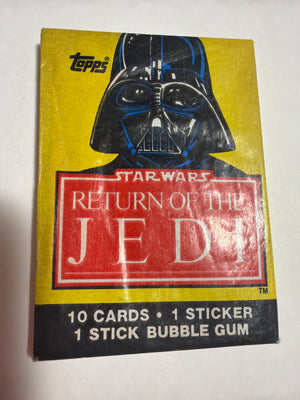 Topps®
STAR WARS
RETURN OF THE
JEDI
™
10 CARDS • 1 STICKER
1 STICK BUBBLE GUM